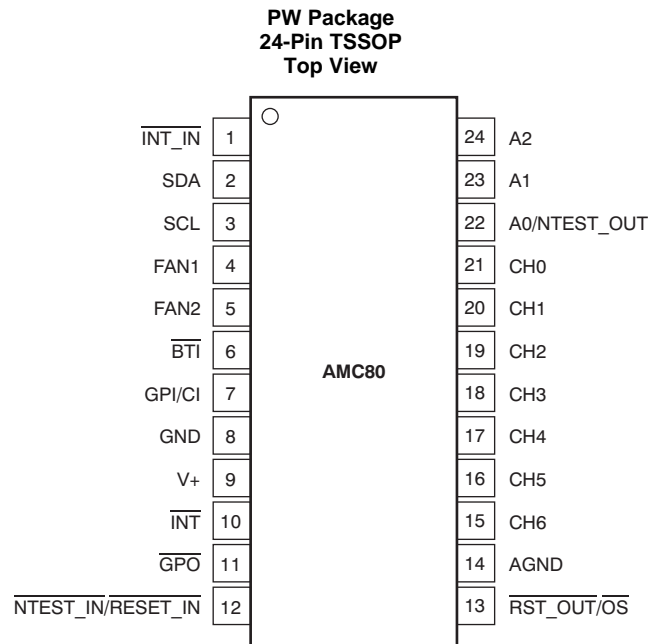 PW Package
24-Pin TSSOP
Top View
INT_IN 1 24 A2
SDA 2 23 A1
SCL 3 22 A0/NTEST_OUT
FAN1 4 21 CH0
FAN2 5 20 CH1
BTI 6 19 CH2
AMC80
GPI/CI 7 18 CH3
GND 8 17 CH4
V+ 9 16 CH5
INT 10 15 CH6
GPO 11 14 AGND
NTEST_IN/RESET_IN 12 13 RST_OUT/OS